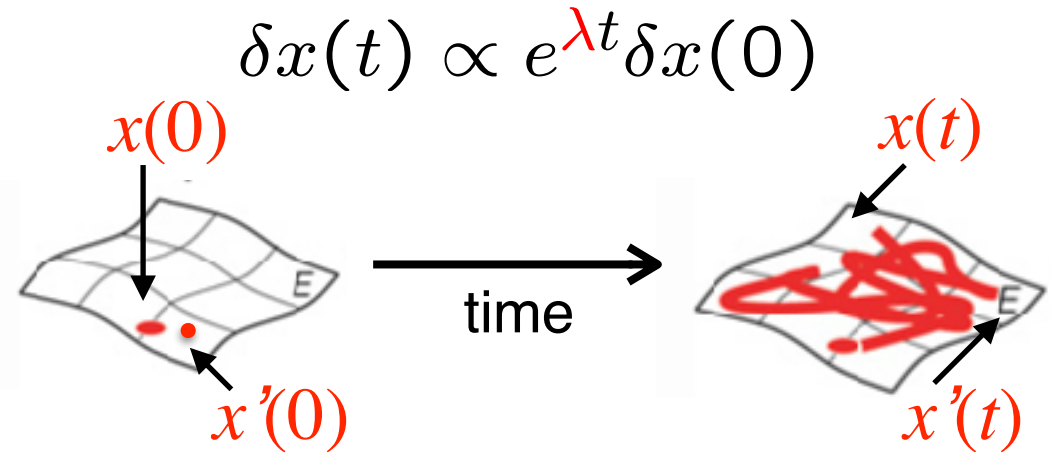 δx(t) ∝ e^{λt}δx(0)
x(0)
x(t)
E
time
E
x’(0)
x’(t)